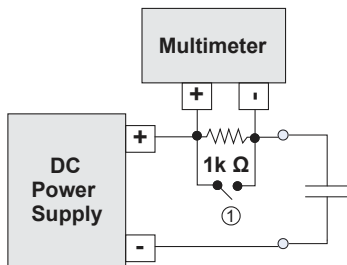 Multimeter
+ -
+
1k Ω
DC
Power
Supply
①
-